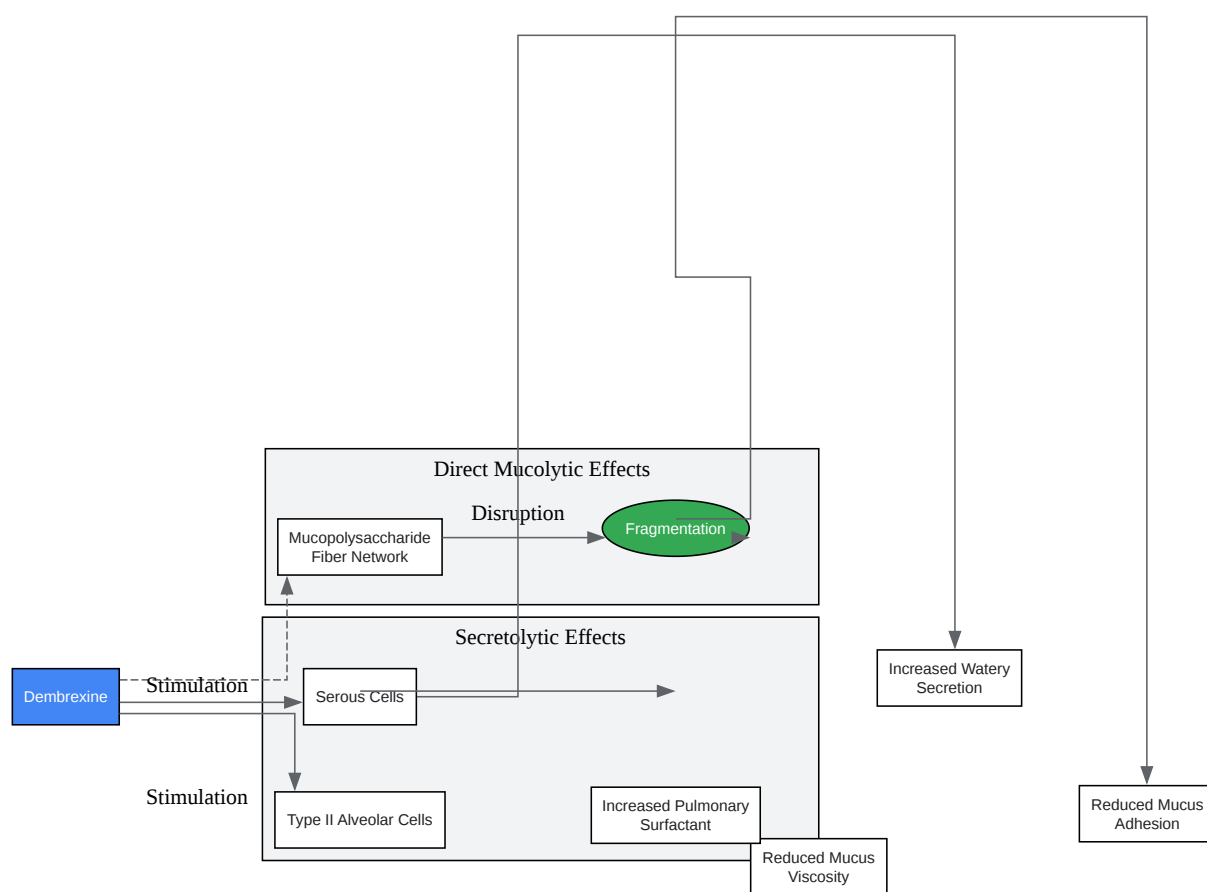 Direct Mucolytic Effects
Disruption
Fragmentation
Mucopolysaccharide
Fiber Network
Secretolytic Effects
Dembrexine
Stimulation
Serous Cells
Increased Watery
Secretion
Stimulation
Type II Alveolar Cells
Increased Pulmonary
Surfactant
Reduced Mucus
Adhesion
Reduced Mucus
Viscosity